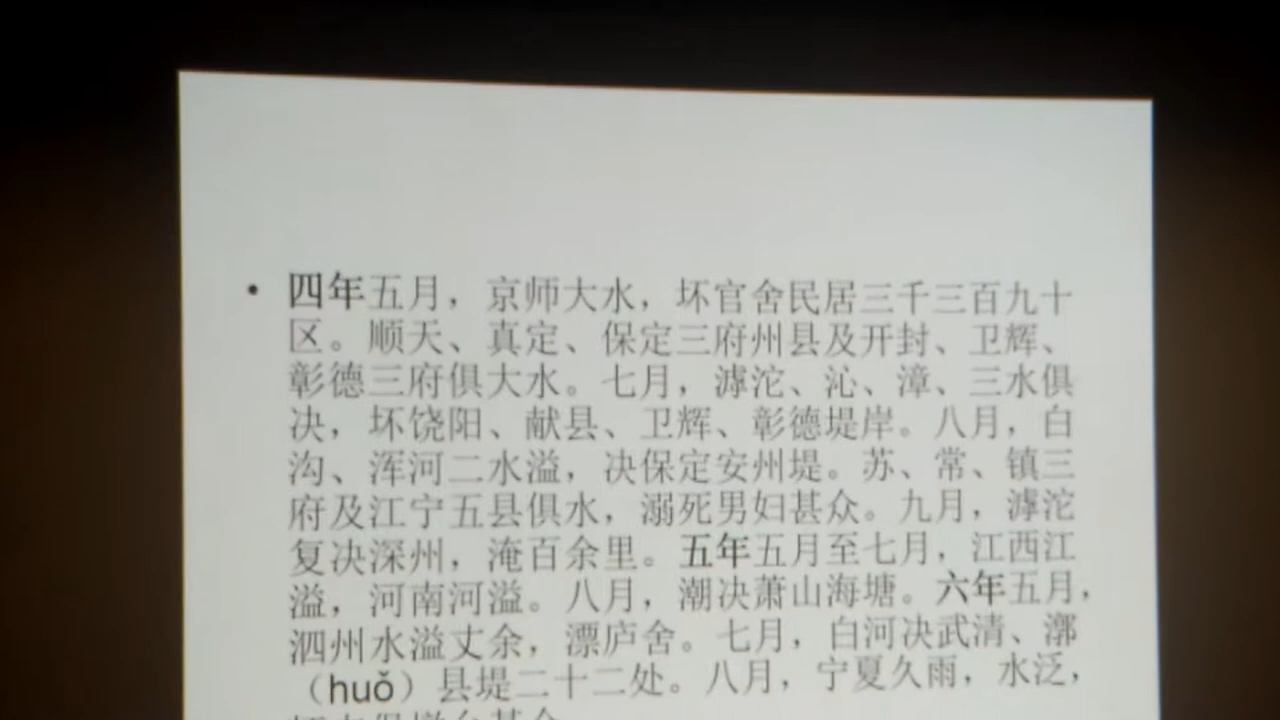 • 四年五月，京师大水，坏官舍民居三千三百九十
区。顺天、真定、保定三府州县及开封、卫辉、
彰德三府俱大水。七月，滹沱、沁、漳、三水俱
决，坏饶阳、献县、卫辉、彰德堤岸。八月，白
沟、浑河二水溢，决保定安州堤。苏、常、镇三
府及江宁五县俱水，溺死男妇甚众。九月，滹沱
复决深州，淹百余里。五年五月至七月，江西江
溢，河南河溢。八月，潮决萧山海塘。六年五月，
泗州水溢丈余，漂庐舍。七月，白河决武清、漷
（huǒ）县堤二十二处。八月，宁夏久雨，水泛，